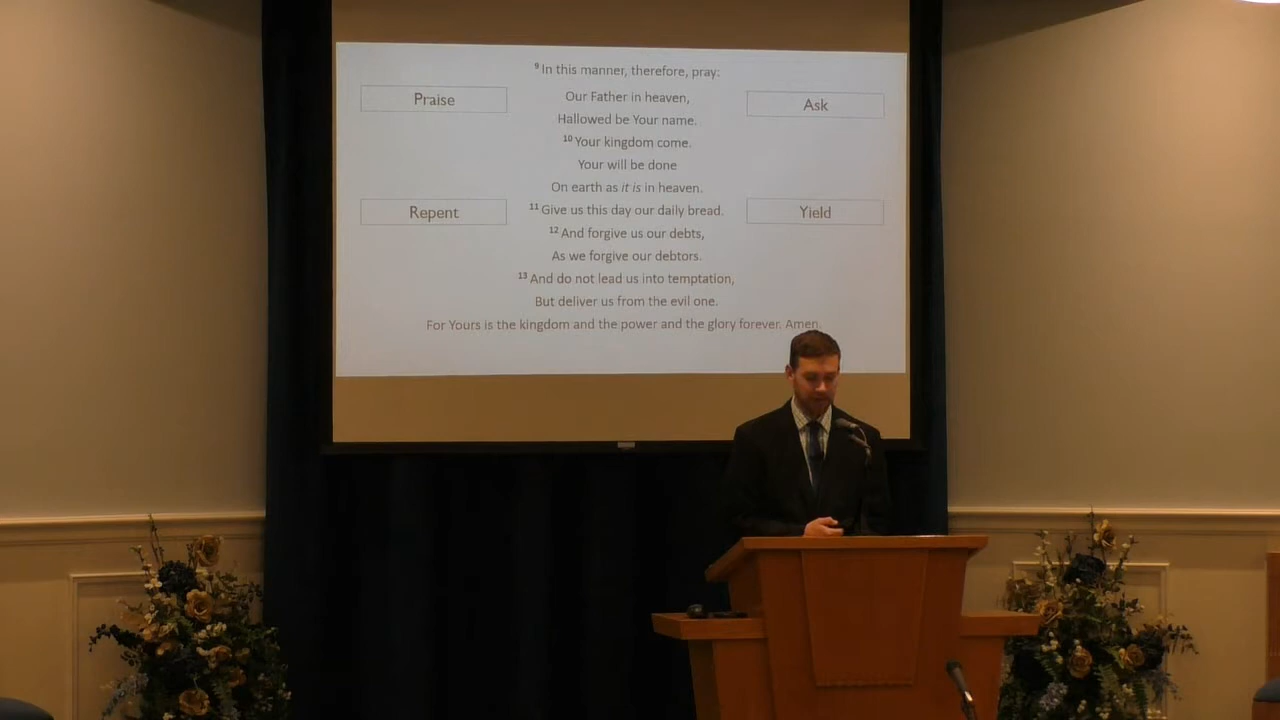 ⁹ In this manner, therefore, pray:
Praise
Our Father in heaven,
Ask
Hallowed be Your name.
¹⁰ Your kingdom come.
Your will be done
On earth as it is in heaven.
Repent
¹¹ Give us this day our daily bread.
Yield
¹² And forgive us our debts,
As we forgive our debtors.
¹³ And do not lead us into temptation,
But deliver us from the evil one.
For Yours is the kingdom and the power and the glory forever. Amen.